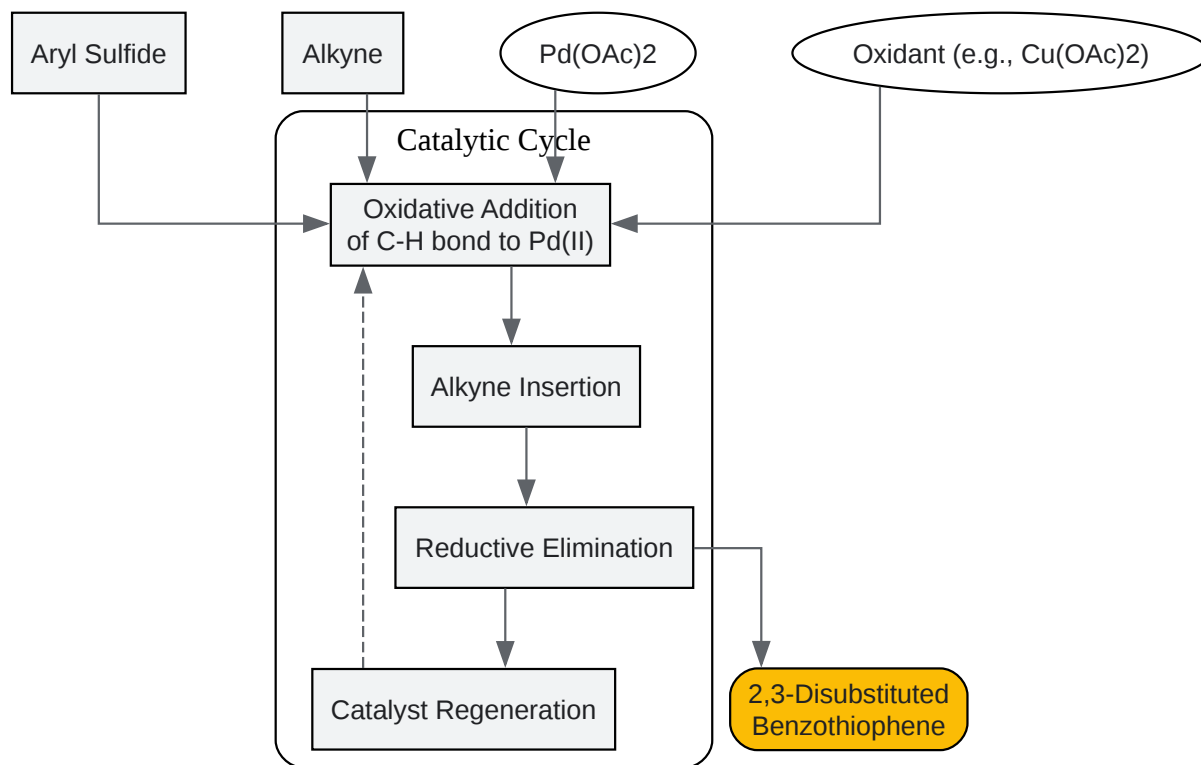 Aryl Sulfide
Alkyne
Pd(OAc)2
Oxidant (e.g., Cu(OAc)2)
Catalytic Cycle
Oxidative Addition
of C-H bond to Pd(II)
Alkyne Insertion
Reductive Elimination
Catalyst Regeneration
2,3-Disubstituted
Benzothiophene